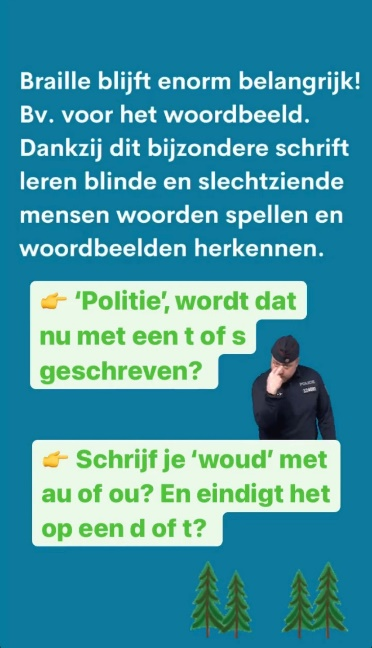 Braille blijft enorm belangrijk!
Bv. voor het woordbeeld.
Dankzij dit bijzondere schrift
leren blinde en slechtziende
mensen woorden spellen en
woordbeelden herkennen.
👉 ‘Politie’, wordt dat
nu met een t of s
geschreven?
POLITIE
👉 Schrijf je ‘woud’ met
au of ou? En eindigt het
op een d of t?